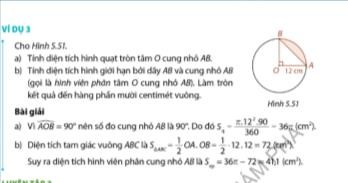 VÍ DỤ 3
Cho Hình 5.51.
a) Tính diện tích hình quạt tròn tâm O cung nhỏ AB.
b) Tính diện tích hình giới hạn bởi dây AB và cung nhỏ AB
(gọi là hình viên phân tâm O cung nhỏ AB). Làm tròn
kết quả đến hàng phần mười centimét vuông.
B
O 12 cm A
Hình 5.51
Bài giải
a) Vì AOB = 90° nên số đo cung nhỏ AB là 90°. Do đó S = π.12².90 / 360 = 36π (cm²).
b) Diện tích tam giác vuông ABC là S = 1/2 OA. OB = 1/2 . 12. 12 = 72 (cm²).
Suy ra diện tích hình viên phân cung nhỏ AB là S = 36π − 72 ≈ 41,1 (cm²).